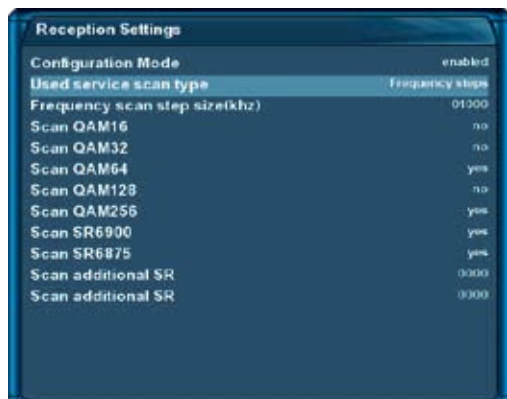 Reception Settings
Configuration Mode enabled
Used service scan type Frequency steps
Frequency scan step size(khz) 01000
Scan QAM16 no
Scan QAM32 no
Scan QAM64 yes
Scan QAM128 no
Scan QAM256 yes
Scan SR6900 yes
Scan SR6875 yes
Scan additional SR 0000
Scan additional SR 0000